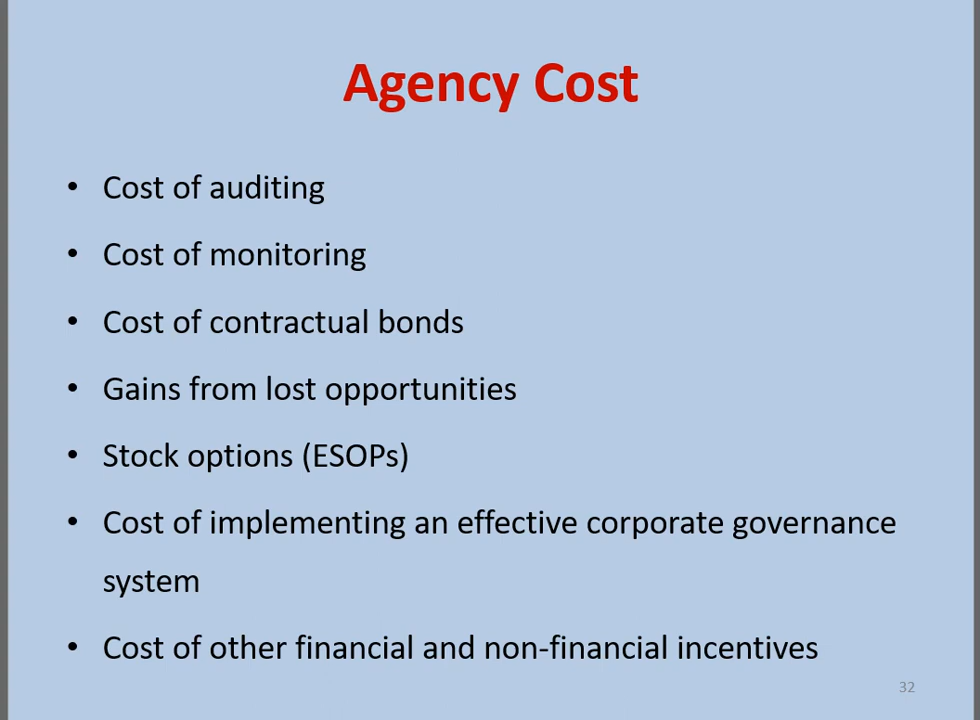 Agency Cost
• Cost of auditing
• Cost of monitoring
• Cost of contractual bonds
• Gains from lost opportunities
• Stock options (ESOPs)
• Cost of implementing an effective corporate governance
system
• Cost of other financial and non-financial incentives
32